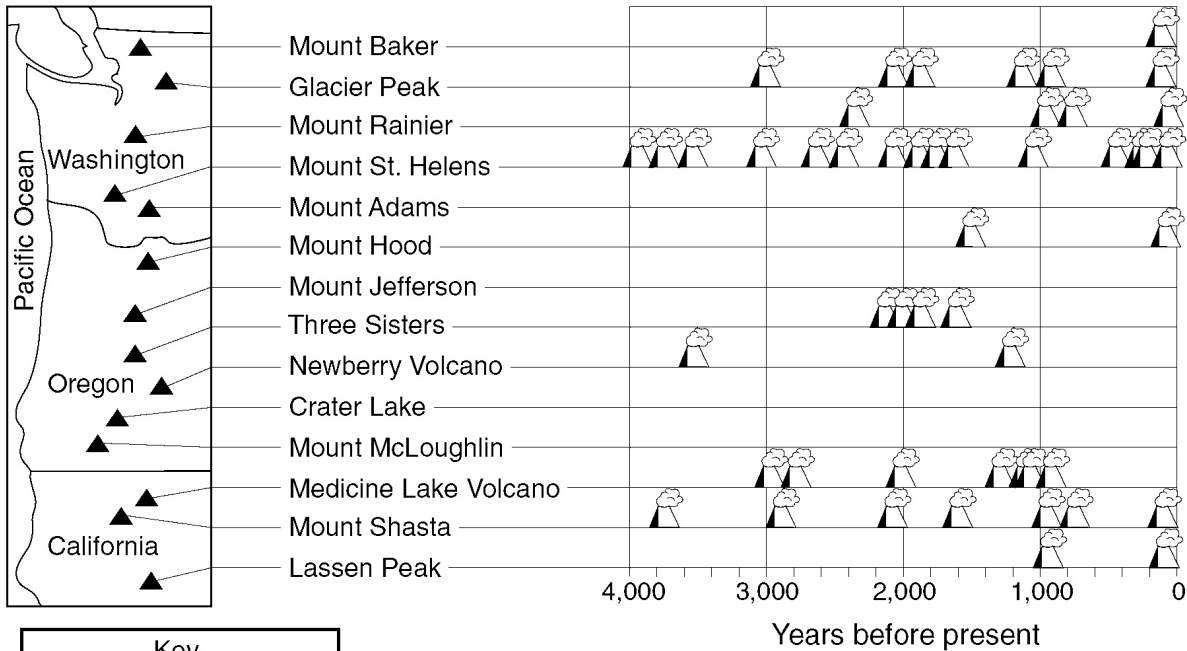 Mount Baker
Glacier Peak
Mount Rainier
Washington
Mount St. Helens
Pacific Ocean
Mount Adams
Mount Hood
Mount Jefferson
Three Sisters
Newberry Volcano
Oregon
Crater Lake
Mount McLoughlin
Medicine Lake Volcano
Mount Shasta
California
Lassen Peak
4,000 3,000 2,000 1,000 0
Years before present
Key